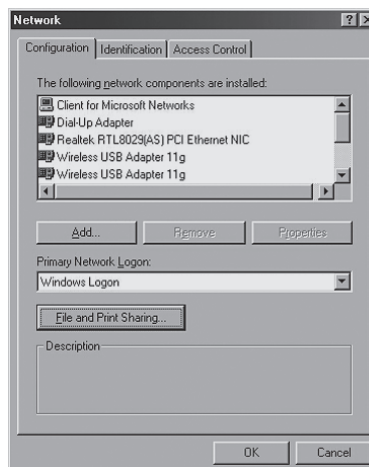 Network
Configuration Identification Access Control
The following network components are installed:
Client for Microsoft Networks
Dial-Up Adapter
Realtek RTL8029(AS) PCI Ethernet NIC
Wireless USB Adapter 11g
Wireless USB Adapter 11g
Add... Remove Properties
Primary Network Logon:
Windows Logon
File and Print Sharing...
Description
OK Cancel